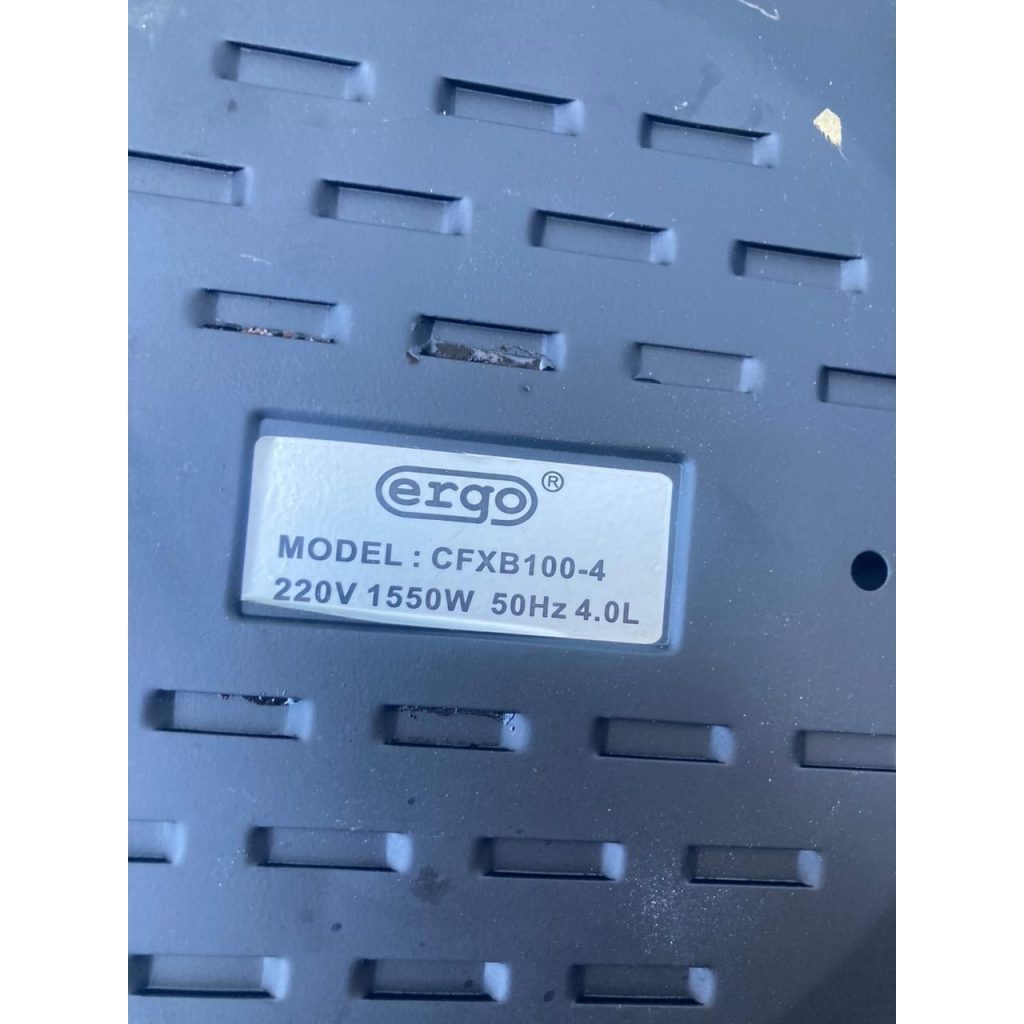 ergo®
MODEL : CFXB100-4
220V 1550W 50Hz 4.0L